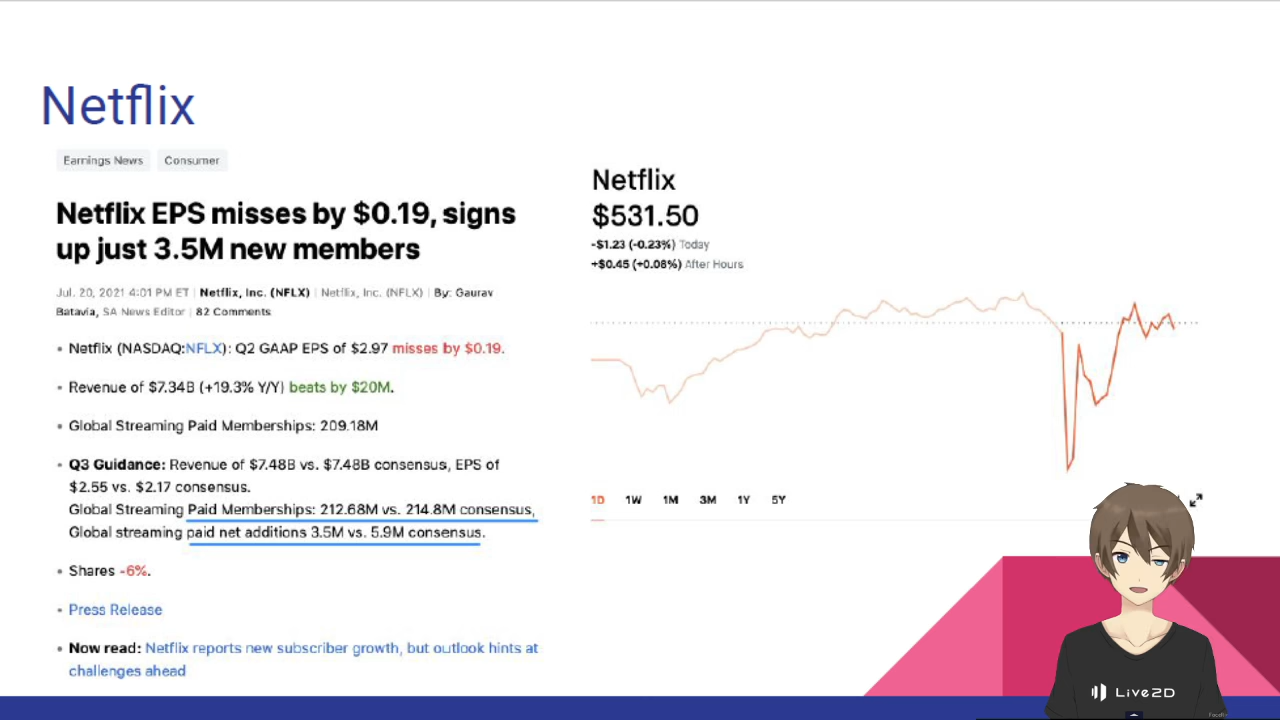 Netflix
Earnings News
Consumer
Netflix EPS misses by $0.19, signs
up just 3.5M new members
Jul. 20, 2021 4:01 PM ET | Netflix, Inc. (NFLX) | Netflix, Inc. (NFLX) | By: Gaurav
Batavia, SA News Editor | 82 Comments
• Netflix (NASDAQ:NFLX): Q2 GAAP EPS of $2.97 misses by $0.19.
• Revenue of $7.34B (+19.3% Y/Y) beats by $20M.
• Global Streaming Paid Memberships: 209.18M
• Q3 Guidance: Revenue of $7.48B vs. $7.48B consensus, EPS of
$2.55 vs. $2.17 consensus.
Global Streaming Paid Memberships: 212.68M vs. 214.8M consensus,
Global streaming paid net additions 3.5M vs. 5.9M consensus.
• Shares -6%.
• Press Release
• Now read: Netflix reports new subscriber growth, but outlook hints at
challenges ahead
Netflix
$531.50
-$1.23 (-0.23%) Today
+$0.45 (+0.08%) After Hours
1D 1W 1M 3M 1Y 5Y
Live2D